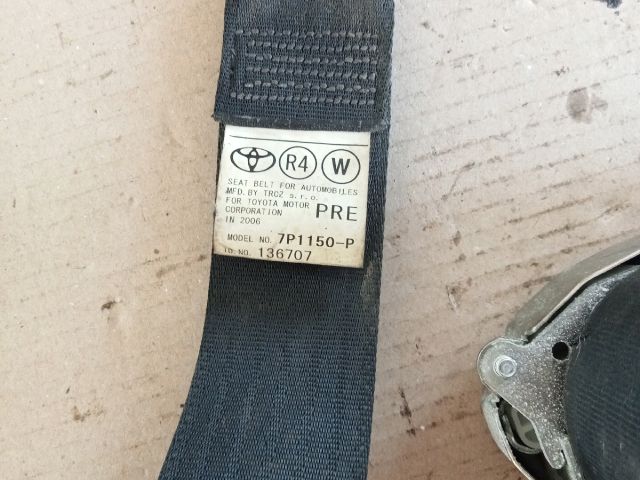 R4 W
SEAT BELT FOR AUTOMOBILES
MFD. BY TRCZ s.r.o.
FOR TOYOTA MOTOR
CORPORATION PRE
IN 2006
MODEL NO. 7P1150-P
ID.NO. 136707